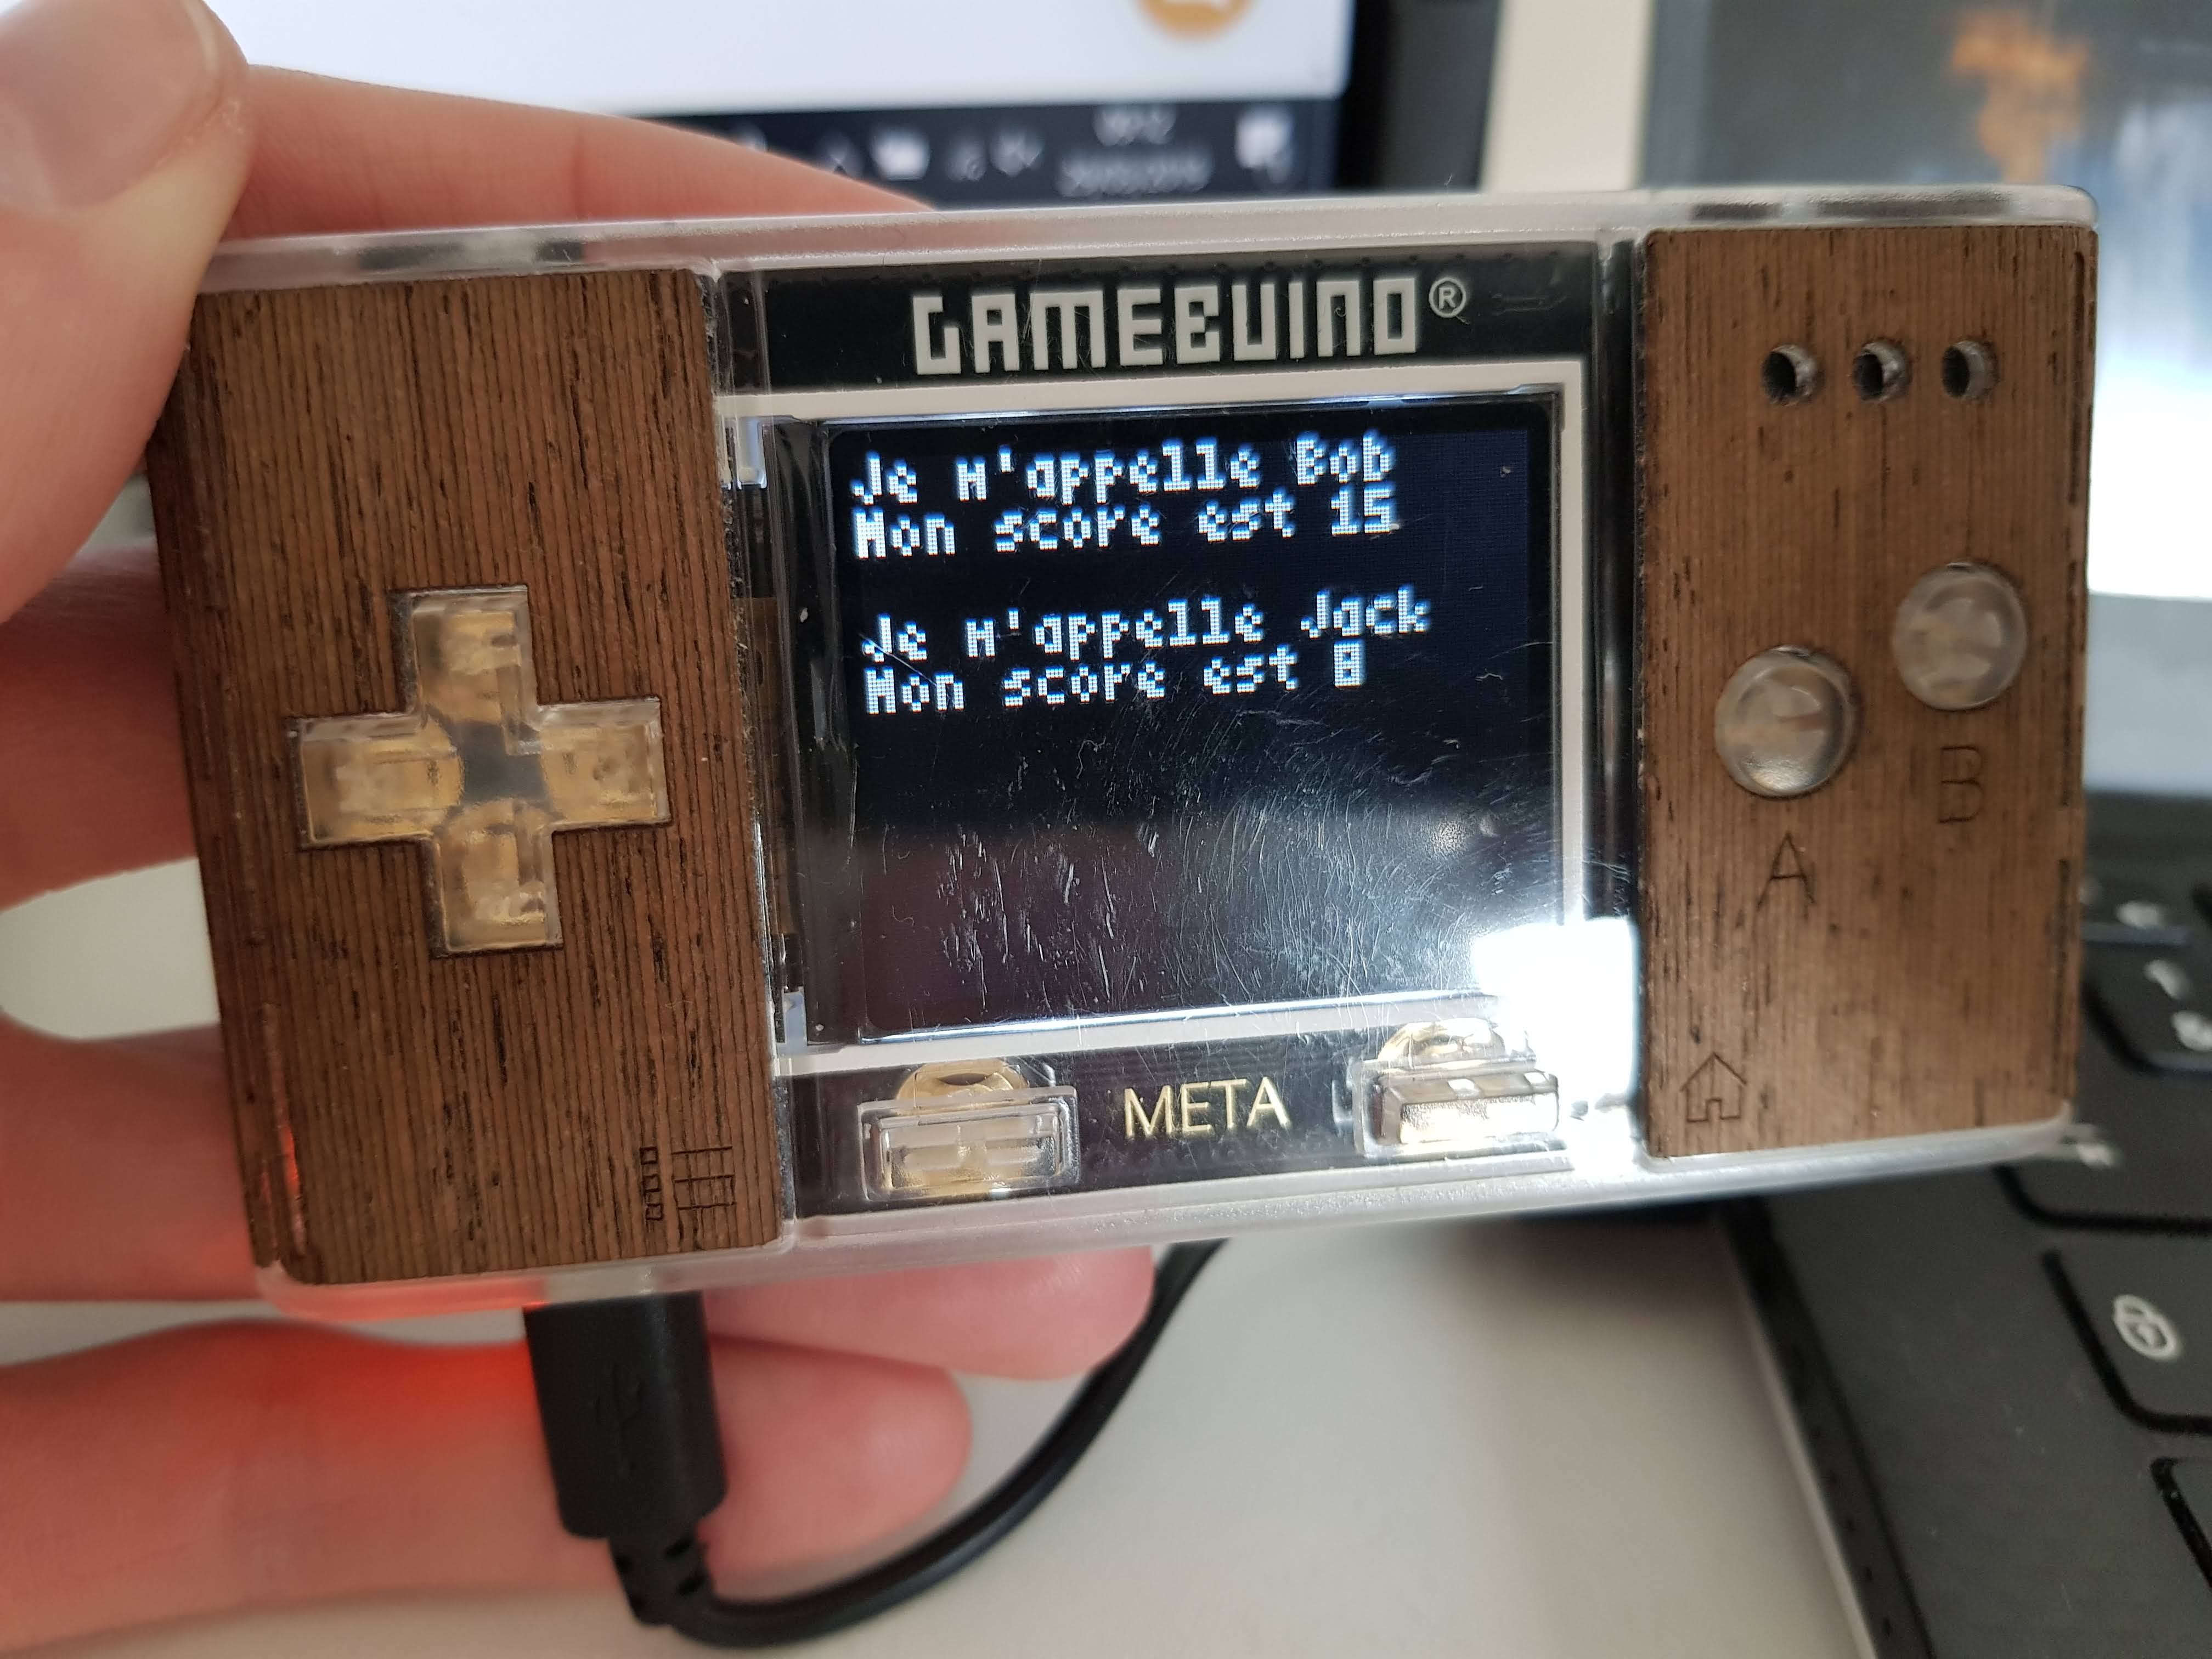 GAMEBUINO®
Je m'appelle Bob
Mon score est 15
Je m'appelle Jack
Mon score est 8
A
B
META